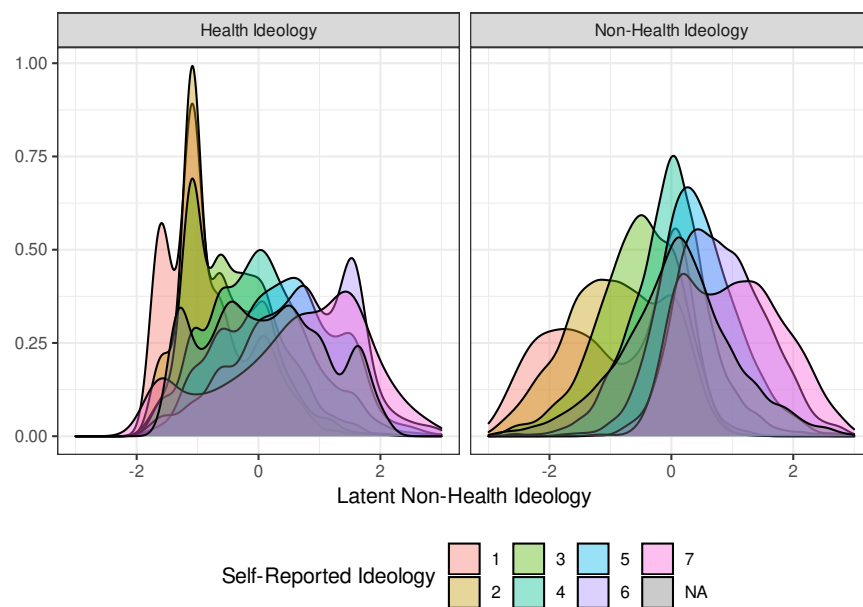 Health Ideology
Non-Health Ideology
1.00
0.75
0.50
0.25
0.00
-2 0 2
-2 0 2
Latent Non-Health Ideology
Self-Reported Ideology
1 3 5 7
2 4 6 NA